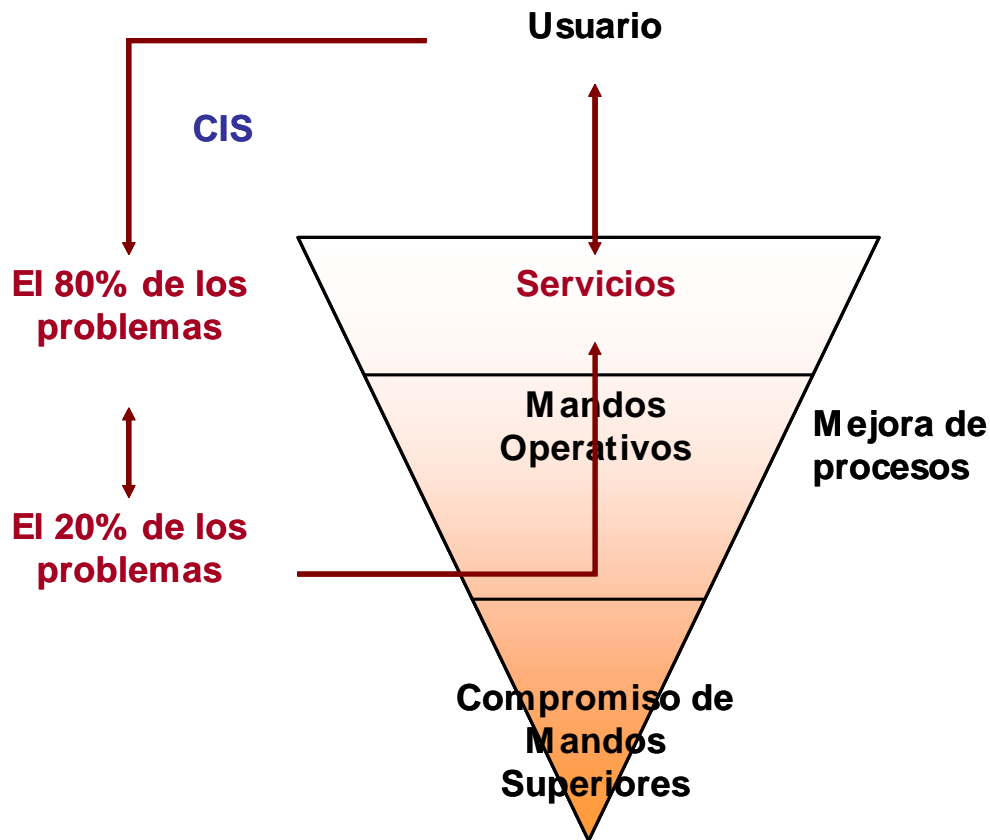 Usuario
CIS
El 80% de los
problemas
Servicios
Mandos
Operativos
Mejora de
procesos
El 20% de los
problemas
Compromiso de
Mandos
Superiores